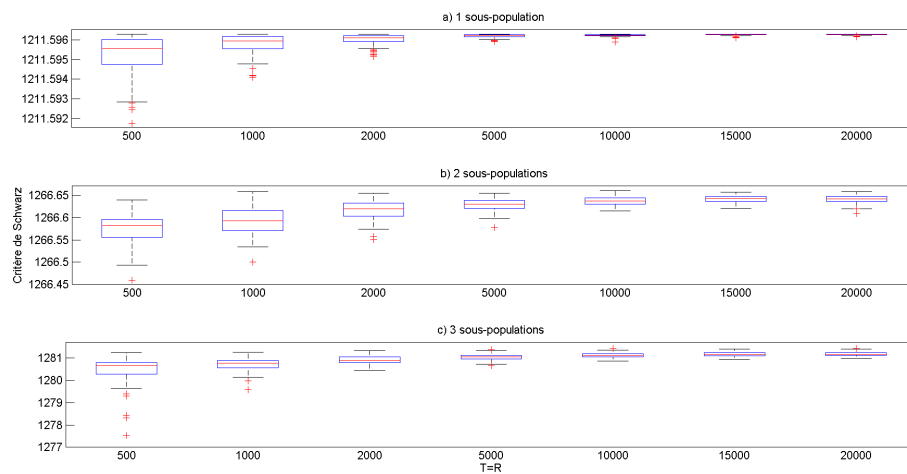 a) 1 sous-population
1211.596
1211.595
1211.594
1211.593
1211.592
500 1000 2000 5000 10000 15000 20000
b) 2 sous-populations
Critère de Schwarz
1266.65
1266.6
1266.55
1266.5
1266.45
500 1000 2000 5000 10000 15000 20000
c) 3 sous-populations
1281
1280
1279
1278
1277
500 1000 2000 5000 10000 15000 20000
T=R